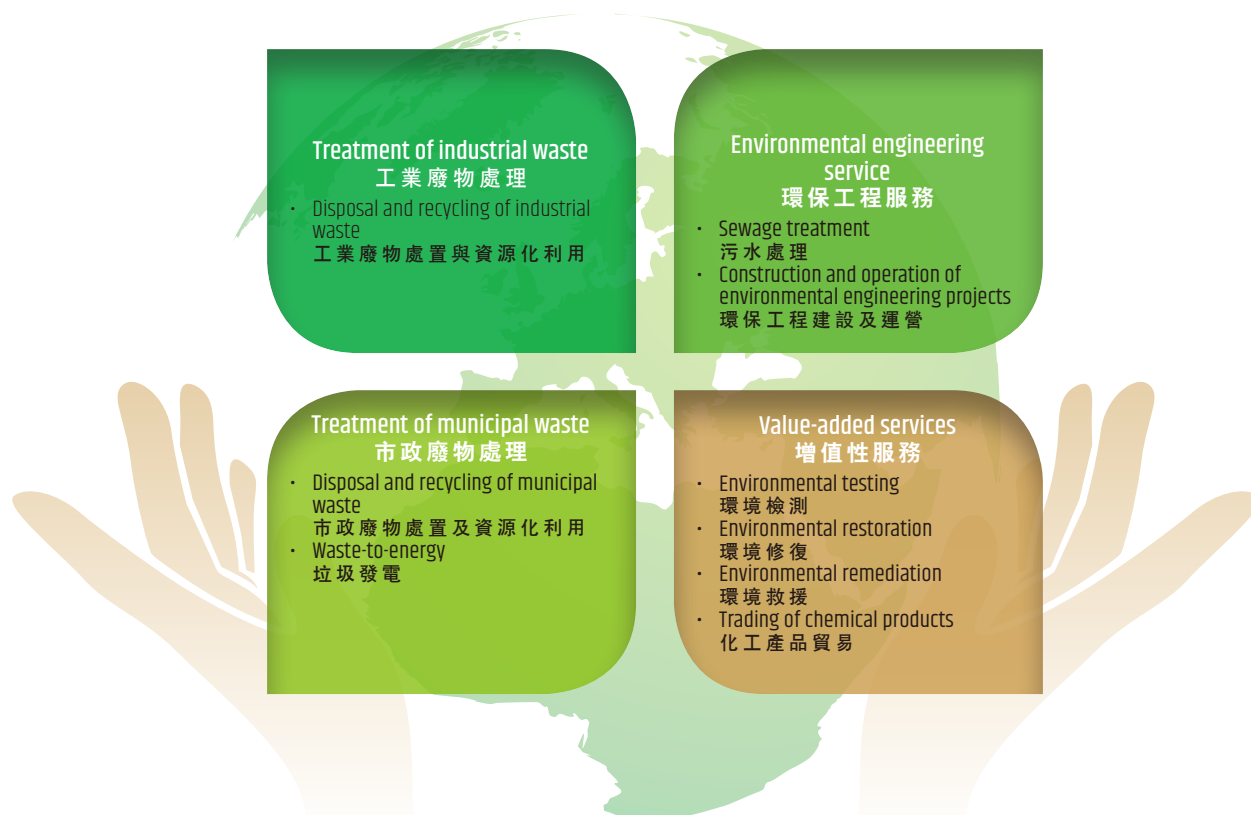 Treatment of industrial waste
工業廢物處理
• Disposal and recycling of industrial
waste
工業廢物處置與資源化利用
Environmental engineering
service
環保工程服務
• Sewage treatment
污水處理
• Construction and operation of
environmental engineering projects
環保工程建設及運營
Treatment of municipal waste
市政廢物處理
• Disposal and recycling of municipal
waste
市政廢物處置及資源化利用
• Waste-to-energy
垃圾發電
Value-added services
增值性服務
• Environmental testing
環境檢測
• Environmental restoration
環境修復
• Environmental remediation
環境救援
• Trading of chemical products
化工產品貿易